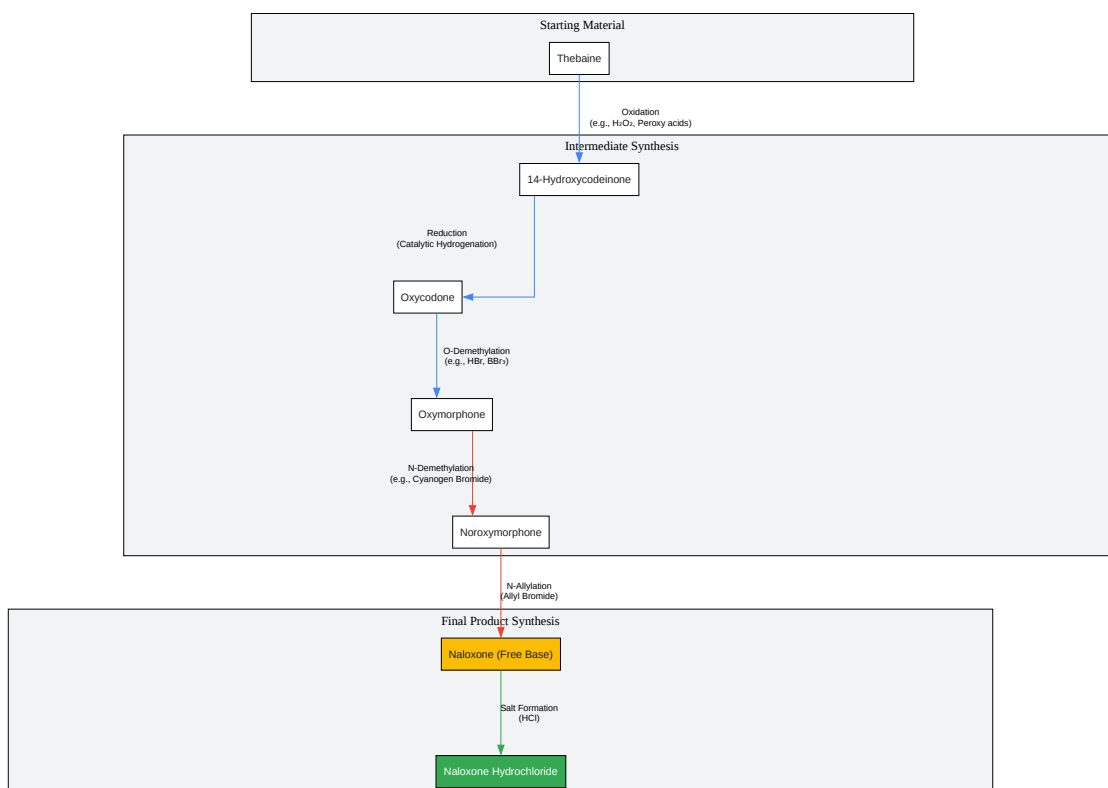 Starting Material
Thebaine
Oxidation
(e.g., H₂O₂, Peroxy acids)
Intermediate Synthesis
14-Hydroxycodeinone
Reduction
(Catalytic Hydrogenation)
Oxycodone
O-Demethylation
(e.g., HBr, BBr₃)
Oxymorphone
N-Demethylation
(e.g., Cyanogen Bromide)
Noroxymorphone
N-Allylation
(Allyl Bromide)
Final Product Synthesis
Naloxone (Free Base)
Salt Formation
(HCl)
Naloxone Hydrochloride